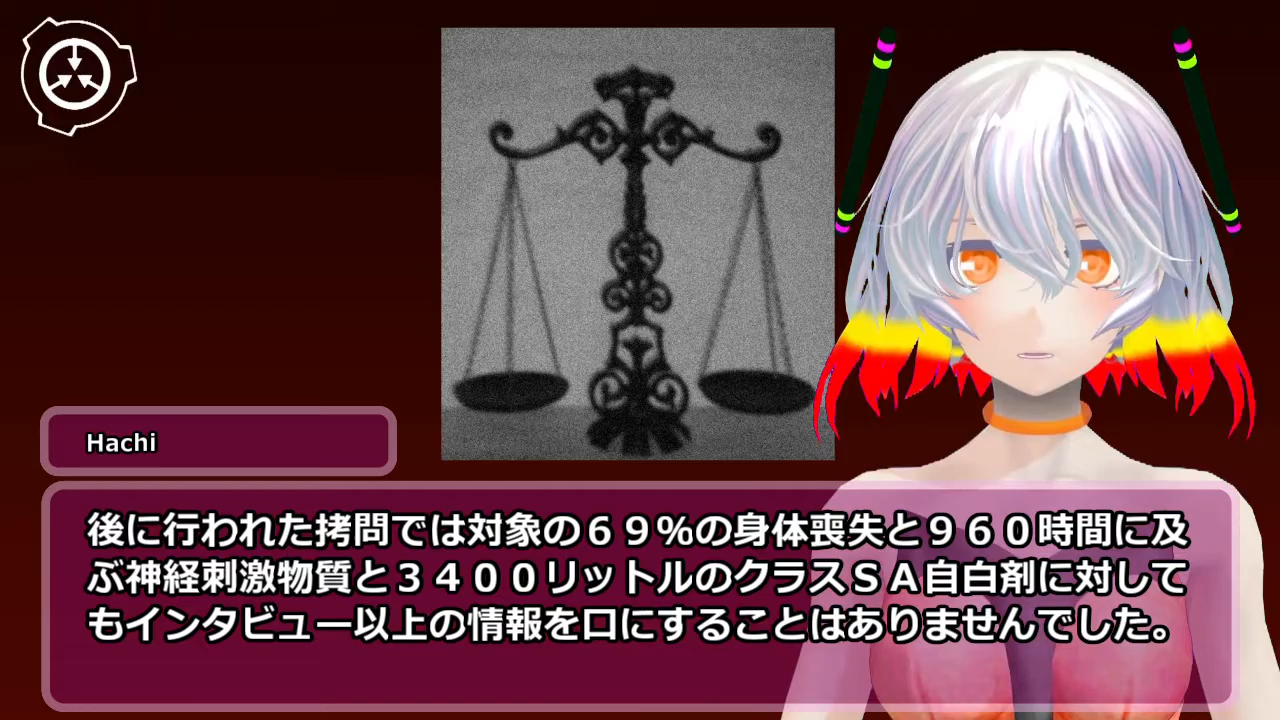 Hachi
後に行われた拷問では対象の６９％の身体喪失と９６０時間に及
ぶ神経刺激物質と３４００リットルのクラスＳＡ自白剤に対して
もインタビュー以上の情報を口にすることはありませんでした。